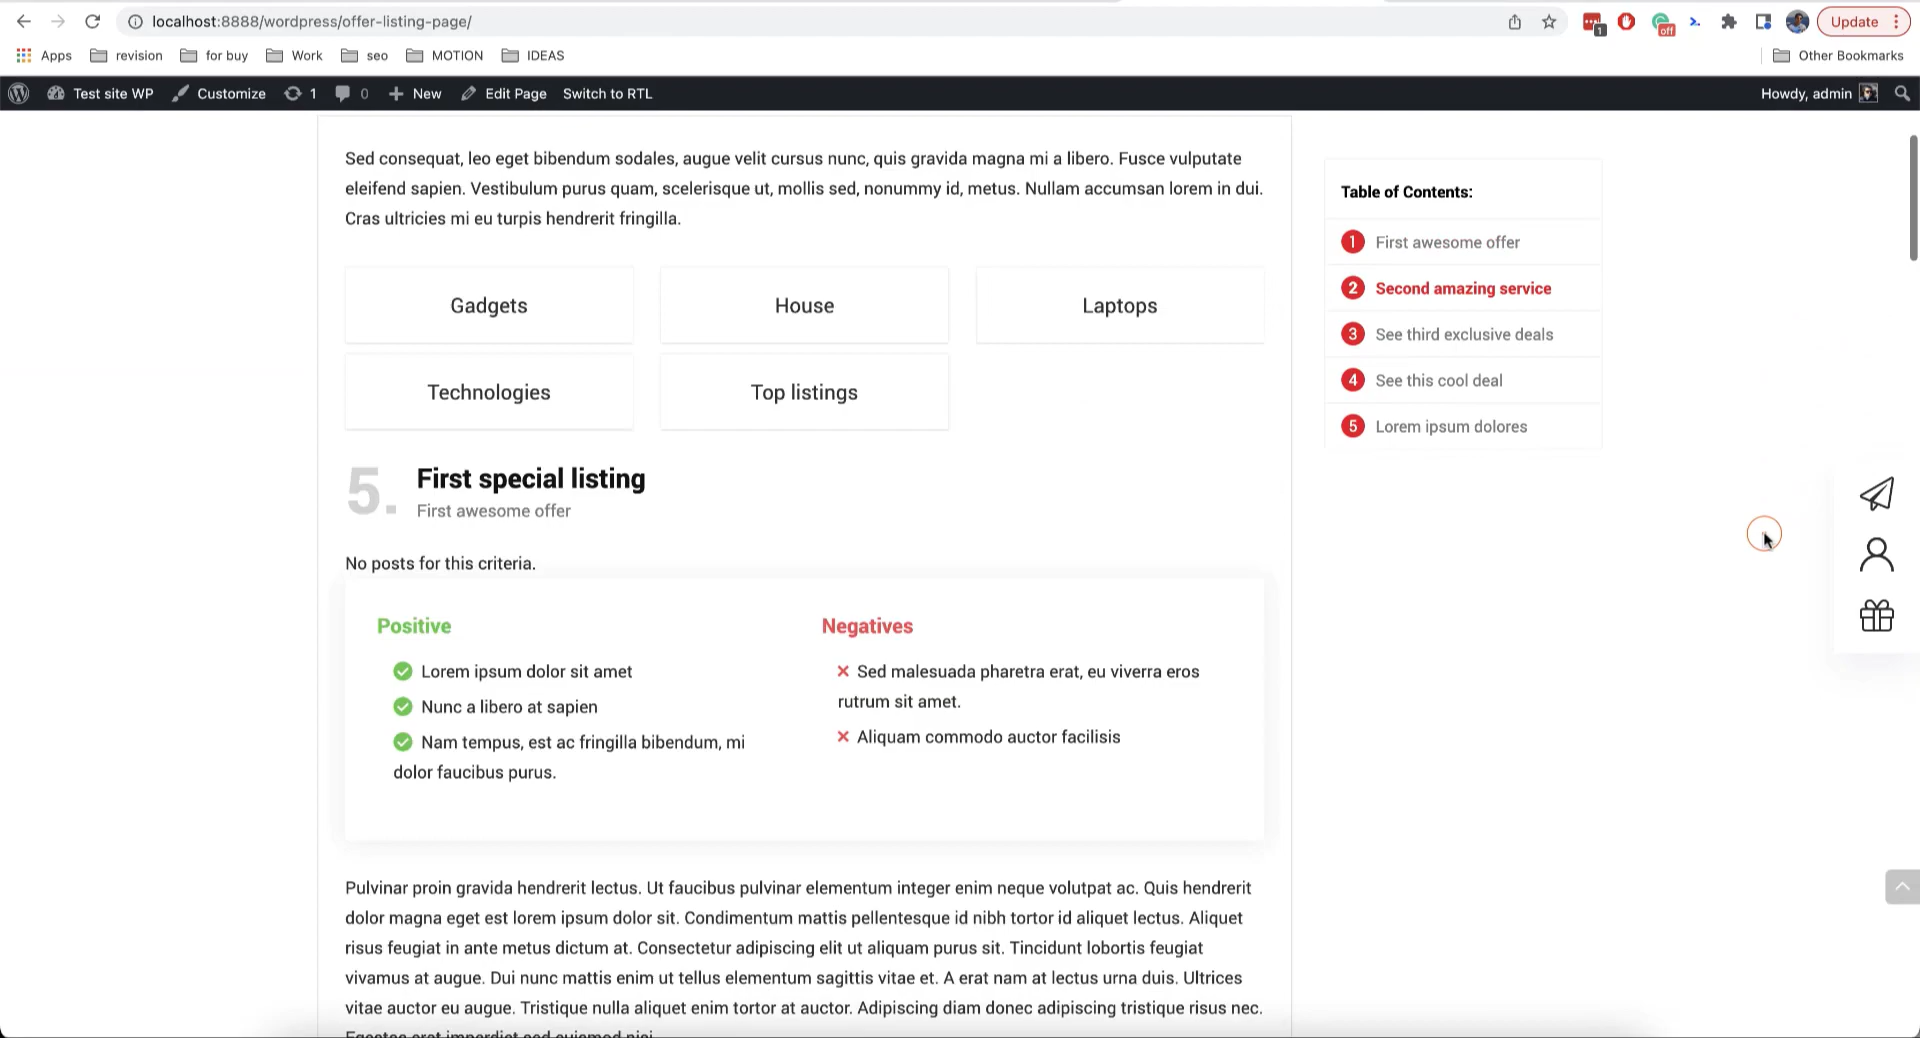 localhost:8888/wordpress/offer-listing-page/
1
off
Update
Apps
revision
for buy
Work
seo
MOTION
IDEAS
Other Bookmarks
Test site WP
Customize
1
0
New
Edit Page
Switch to RTL
Howdy, admin
Sed consequat, leo eget bibendum sodales, augue velit cursus nunc, quis gravida magna mi a libero. Fusce vulputate
eleifend sapien. Vestibulum purus quam, scelerisque ut, mollis sed, nonummy id, metus. Nullam accumsan lorem in dui.
Cras ultricies mi eu turpis hendrerit fringilla.
Gadgets
House
Laptops
Technologies
Top listings
Table of Contents:
1 First awesome offer
2 Second amazing service
3 See third exclusive deals
4 See this cool deal
5 Lorem ipsum dolores
5. First special listing
First awesome offer
No posts for this criteria.
Positive
Lorem ipsum dolor sit amet
Nunc a libero at sapien
Nam tempus, est ac fringilla bibendum, mi
dolor faucibus purus.
Negatives
Sed malesuada pharetra erat, eu viverra eros
rutrum sit amet.
Aliquam commodo auctor facilisis
Pulvinar proin gravida hendrerit lectus. Ut faucibus pulvinar elementum integer enim neque volutpat ac. Quis hendrerit
dolor magna eget est lorem ipsum dolor sit. Condimentum mattis pellentesque id nibh tortor id aliquet lectus. Aliquet
risus feugiat in ante metus dictum at. Consectetur adipiscing elit ut aliquam purus sit. Tincidunt lobortis feugiat
vivamus at augue. Dui nunc mattis enim ut tellus elementum sagittis vitae et. A erat nam at lectus urna duis. Ultrices
vitae auctor eu augue. Tristique nulla aliquet enim tortor at auctor. Adipiscing diam donec adipiscing tristique risus nec.